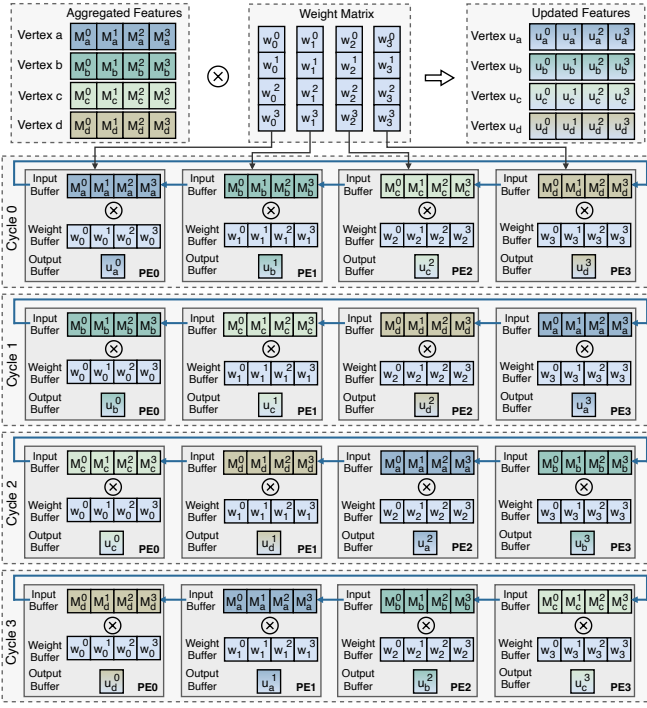 Aggregated Features
Weight Matrix
Updated Features
Vertex a M_a^0 M_a^1 M_a^2 M_a^3
Vertex b M_b^0 M_b^1 M_b^2 M_b^3
Vertex c M_c^0 M_c^1 M_c^2 M_c^3
Vertex d M_d^0 M_d^1 M_d^2 M_d^3
⊗
w_0^0 w_1^0 w_2^0 w_3^0
w_0^1 w_1^1 w_2^1 w_3^1
w_0^2 w_1^2 w_2^2 w_3^2
w_0^3 w_1^3 w_2^3 w_3^3
Vertex u_a u_a^0 u_a^1 u_a^2 u_a^3
Vertex u_b u_b^0 u_b^1 u_b^2 u_b^3
Vertex u_c u_c^0 u_c^1 u_c^2 u_c^3
Vertex u_d u_d^0 u_d^1 u_d^2 u_d^3
Cycle 0
Input Buffer M_a^0 M_a^1 M_a^2 M_a^3
⊗
Weight Buffer w_0^0 w_0^1 w_0^2 w_0^3
Output Buffer u_a^0 PE0
Input Buffer M_b^0 M_b^1 M_b^2 M_b^3
⊗
Weight Buffer w_1^0 w_1^1 w_1^2 w_1^3
Output Buffer u_b^1 PE1
Input Buffer M_c^0 M_c^1 M_c^2 M_c^3
⊗
Weight Buffer w_2^0 w_2^1 w_2^2 w_2^3
Output Buffer u_c^2 PE2
Input Buffer M_d^0 M_d^1 M_d^2 M_d^3
⊗
Weight Buffer w_3^0 w_3^1 w_3^2 w_3^3
Output Buffer u_d^3 PE3
Cycle 1
Input Buffer M_b^0 M_b^1 M_b^2 M_b^3
⊗
Weight Buffer w_0^0 w_0^1 w_0^2 w_0^3
Output Buffer u_b^0 PE0
Input Buffer M_c^0 M_c^1 M_c^2 M_c^3
⊗
Weight Buffer w_1^0 w_1^1 w_1^2 w_1^3
Output Buffer u_c^1 PE1
Input Buffer M_d^0 M_d^1 M_d^2 M_d^3
⊗
Weight Buffer w_2^0 w_2^1 w_2^2 w_2^3
Output Buffer u_d^2 PE2
Input Buffer M_a^0 M_a^1 M_a^2 M_a^3
⊗
Weight Buffer w_3^0 w_3^1 w_3^2 w_3^3
Output Buffer u_a^3 PE3
Cycle 2
Input Buffer M_c^0 M_c^1 M_c^2 M_c^3
⊗
Weight Buffer w_0^0 w_0^1 w_0^2 w_0^3
Output Buffer u_c^0 PE0
Input Buffer M_d^0 M_d^1 M_d^2 M_d^3
⊗
Weight Buffer w_1^0 w_1^1 w_1^2 w_1^3
Output Buffer u_d^1 PE1
Input Buffer M_a^0 M_a^1 M_a^2 M_a^3
⊗
Weight Buffer w_2^0 w_2^1 w_2^2 w_2^3
Output Buffer u_a^2 PE2
Input Buffer M_b^0 M_b^1 M_b^2 M_b^3
⊗
Weight Buffer w_3^0 w_3^1 w_3^2 w_3^3
Output Buffer u_b^3 PE3
Cycle 3
Input Buffer M_d^0 M_d^1 M_d^2 M_d^3
⊗
Weight Buffer w_0^0 w_0^1 w_0^2 w_0^3
Output Buffer u_d^0 PE0
Input Buffer M_a^0 M_a^1 M_a^2 M_a^3
⊗
Weight Buffer w_1^0 w_1^1 w_1^2 w_1^3
Output Buffer u_a^1 PE1
Input Buffer M_b^0 M_b^1 M_b^2 M_b^3
⊗
Weight Buffer w_2^0 w_2^1 w_2^2 w_2^3
Output Buffer u_b^2 PE2
Input Buffer M_c^0 M_c^1 M_c^2 M_c^3
⊗
Weight Buffer w_3^0 w_3^1 w_3^2 w_3^3
Output Buffer u_c^3 PE3